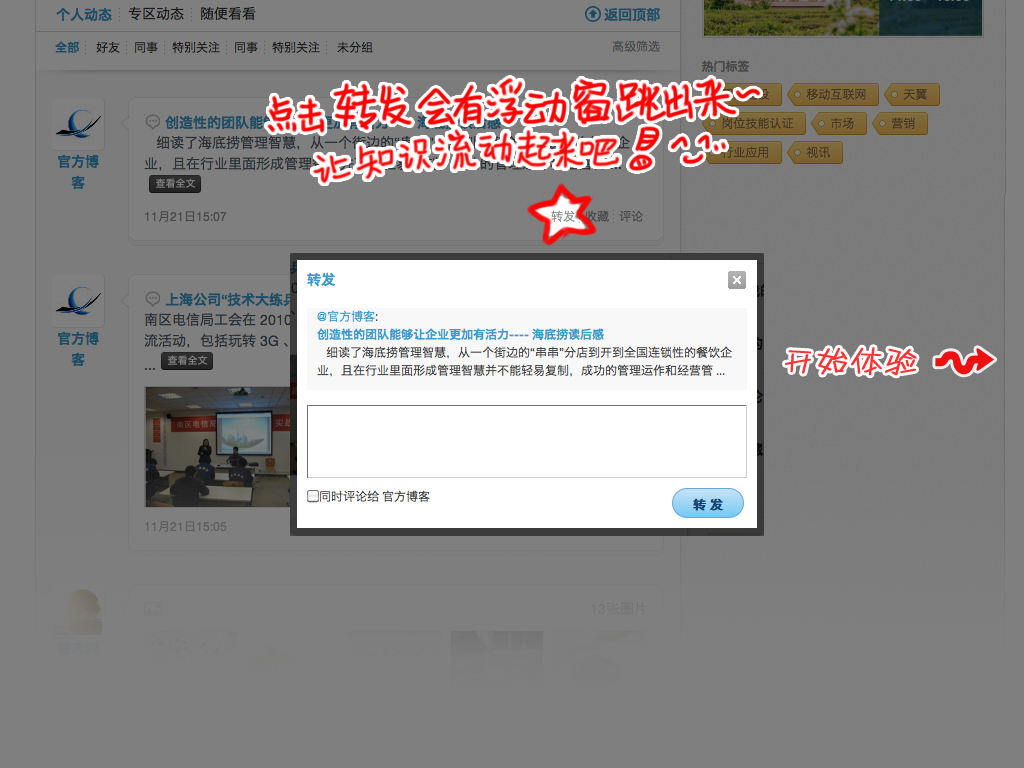 个人动态 专区动态 随便看看 返回顶部
全部 好友 同事 特别关注 同事 特别关注 未分组 高级筛选
热门标签
移动互联网 天翼
岗位技能认证 市场 营销
行业应用 视讯
点击转发会有浮动窗跳出来~
让知识流动起来吧!
官方博客
创造性的团队能
细读了海底捞管理智慧，从一个街边的“串
业，且在行业里面形成管理
查看全文
11月21日15:07
转发 收藏 评论
官方博客
上海公司“技术大练兵
南区电信局工会在 2010
流活动，包括玩转 3G 、
... 查看全文
南区电信局
11月21日15:05
13张图片
转发
@官方博客:
创造性的团队能够让企业更加有活力---- 海底捞读后感
细读了海底捞管理智慧，从一个街边的“串串”分店到开到全国连锁性的餐饮企
业，且在行业里面形成管理智慧并不能轻易复制，成功的管理运作和经营管 ...
同时评论给 官方博客
转 发
开始体验